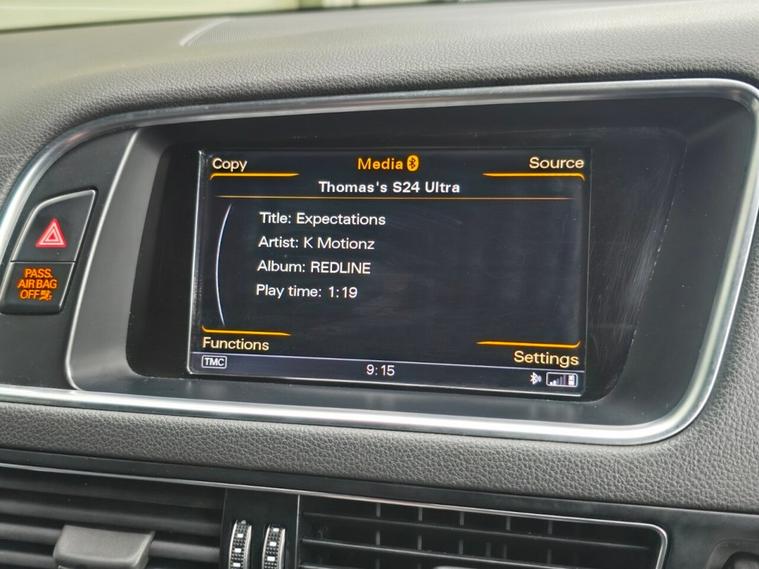 Copy
Media
Source
Thomas's S24 Ultra
Title: Expectations
Artist: K Motionz
Album: REDLINE
Play time: 1:19
Functions
Settings
TMC
9:15
PASS.
AIR BAG
OFF